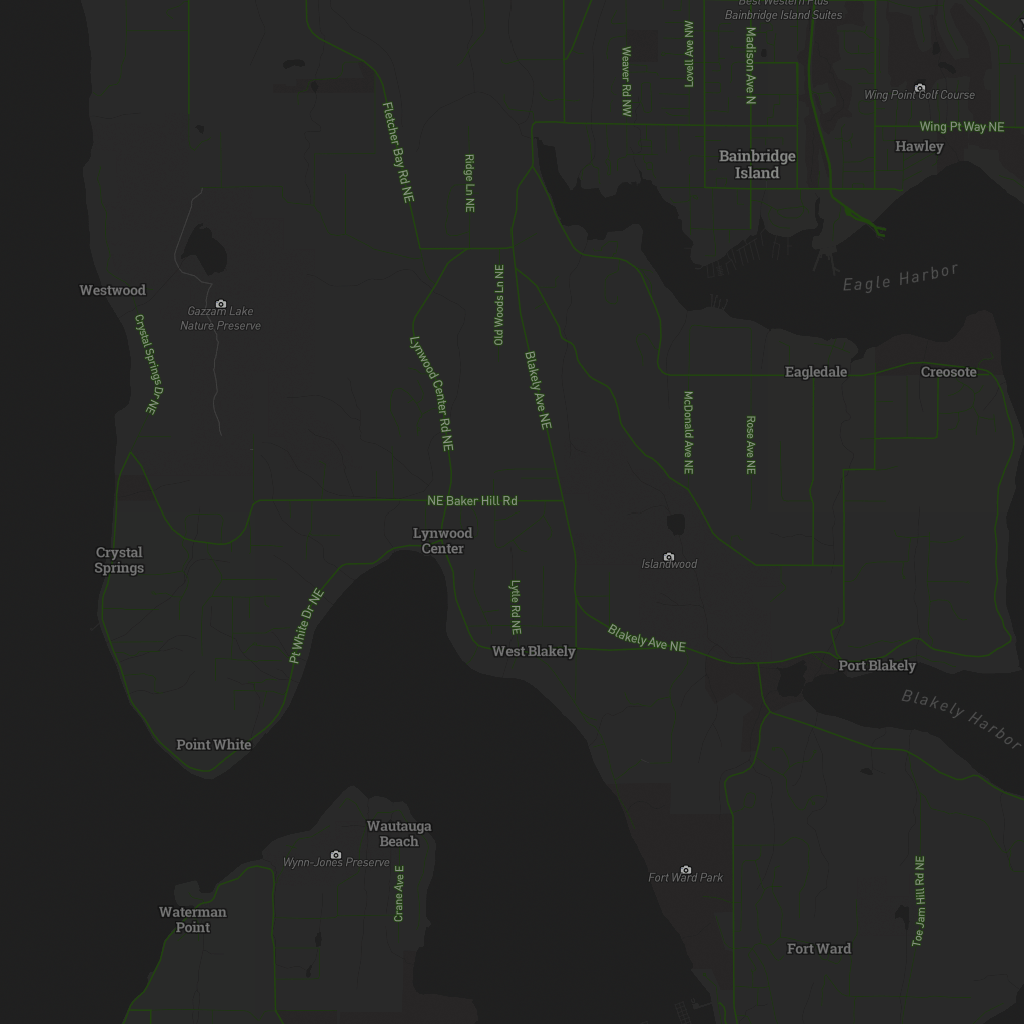 Best Western Plus
Bainbridge Island Suites
Weaver Rd NW
Lovell Ave NW
Madison Ave N
Wing Point Golf Course
Wing Pt Way NE
Hawley
Bainbridge
Island
Fletcher Bay Rd NE
Ridge Ln NE
Eagle Harbor
Westwood
Gazzam Lake
Nature Preserve
Old Woods Ln NE
Crystal Springs Dr NE
Lynwood Center Rd NE
Blakely Ave NE
Eagledale
Creosote
McDonald Ave NE
Rose Ave NE
NE Baker Hill Rd
Lynwood
Center
Crystal
Springs
Islandwood
Pt White Dr NE
Lytle Rd NE
Blakely Ave NE
West Blakely
Port Blakely
Blakely Harbor
Point White
Wautauga
Beach
Wynn-Jones Preserve
Crane Ave E
Fort Ward Park
Toe Jam Hill Rd NE
Waterman
Point
Fort Ward